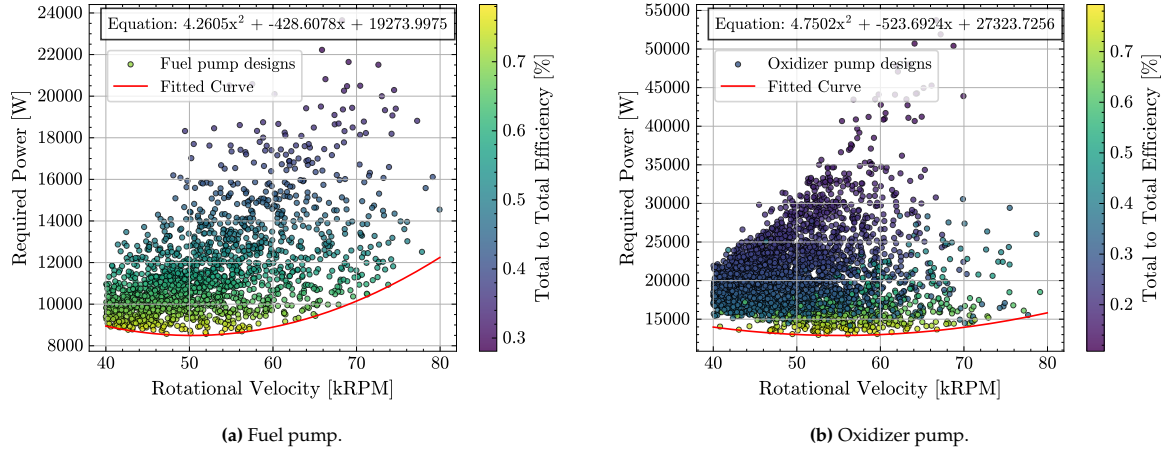 Equation: 4.2605x² + -428.6078x + 19273.9975
Fuel pump designs
Fitted Curve
Required Power [W]
24000
22000
20000
18000
16000
14000
12000
10000
8000
40
50
60
70
80
Rotational Velocity [kRPM]
0.7
0.6
0.5
0.4
0.3
Total to Total Efficiency [%]
(a) Fuel pump.
Equation: 4.7502x² + -523.6924x + 27323.7256
Oxidizer pump designs
Fitted Curve
Required Power [W]
55000
50000
45000
40000
35000
30000
25000
20000
15000
40
50
60
70
80
Rotational Velocity [kRPM]
0.7
0.6
0.5
0.4
0.3
0.2
Total to Total Efficiency [%]
(b) Oxidizer pump.